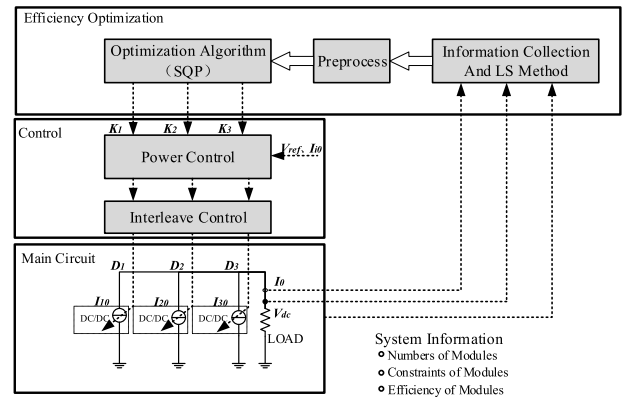 Efficiency Optimization
Optimization Algorithm
（SQP）
Preprocess
Information Collection
And LS Method
K1 K2 K3
Control
Power Control
Vref、Ii0
Interleave Control
Main Circuit
D1 D2 D3
I0
I10 I20 I30
DC/DC DC/DC DC/DC
Vdc
LOAD
System Information
Numbers of Modules
Constraints of Modules
Efficiency of Modules